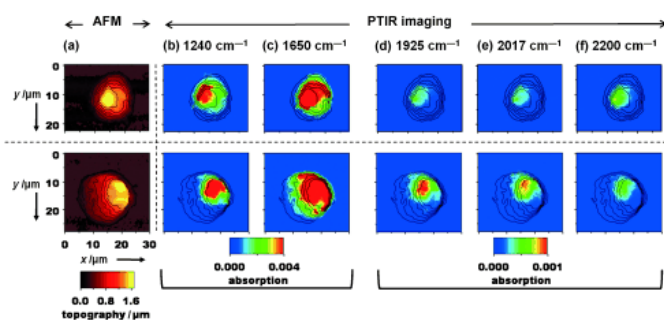 AFM PTIR imaging
(a) (b) 1240 cm⁻¹ (c) 1650 cm⁻¹ (d) 1925 cm⁻¹ (e) 2017 cm⁻¹ (f) 2200 cm⁻¹
0
y /µm
10
20
0
y /µm
10
20
0 10 20 30
x /µm
0.000 0.004
0.000 0.001
absorption
absorption
0.0 0.8 1.6
topography / µm